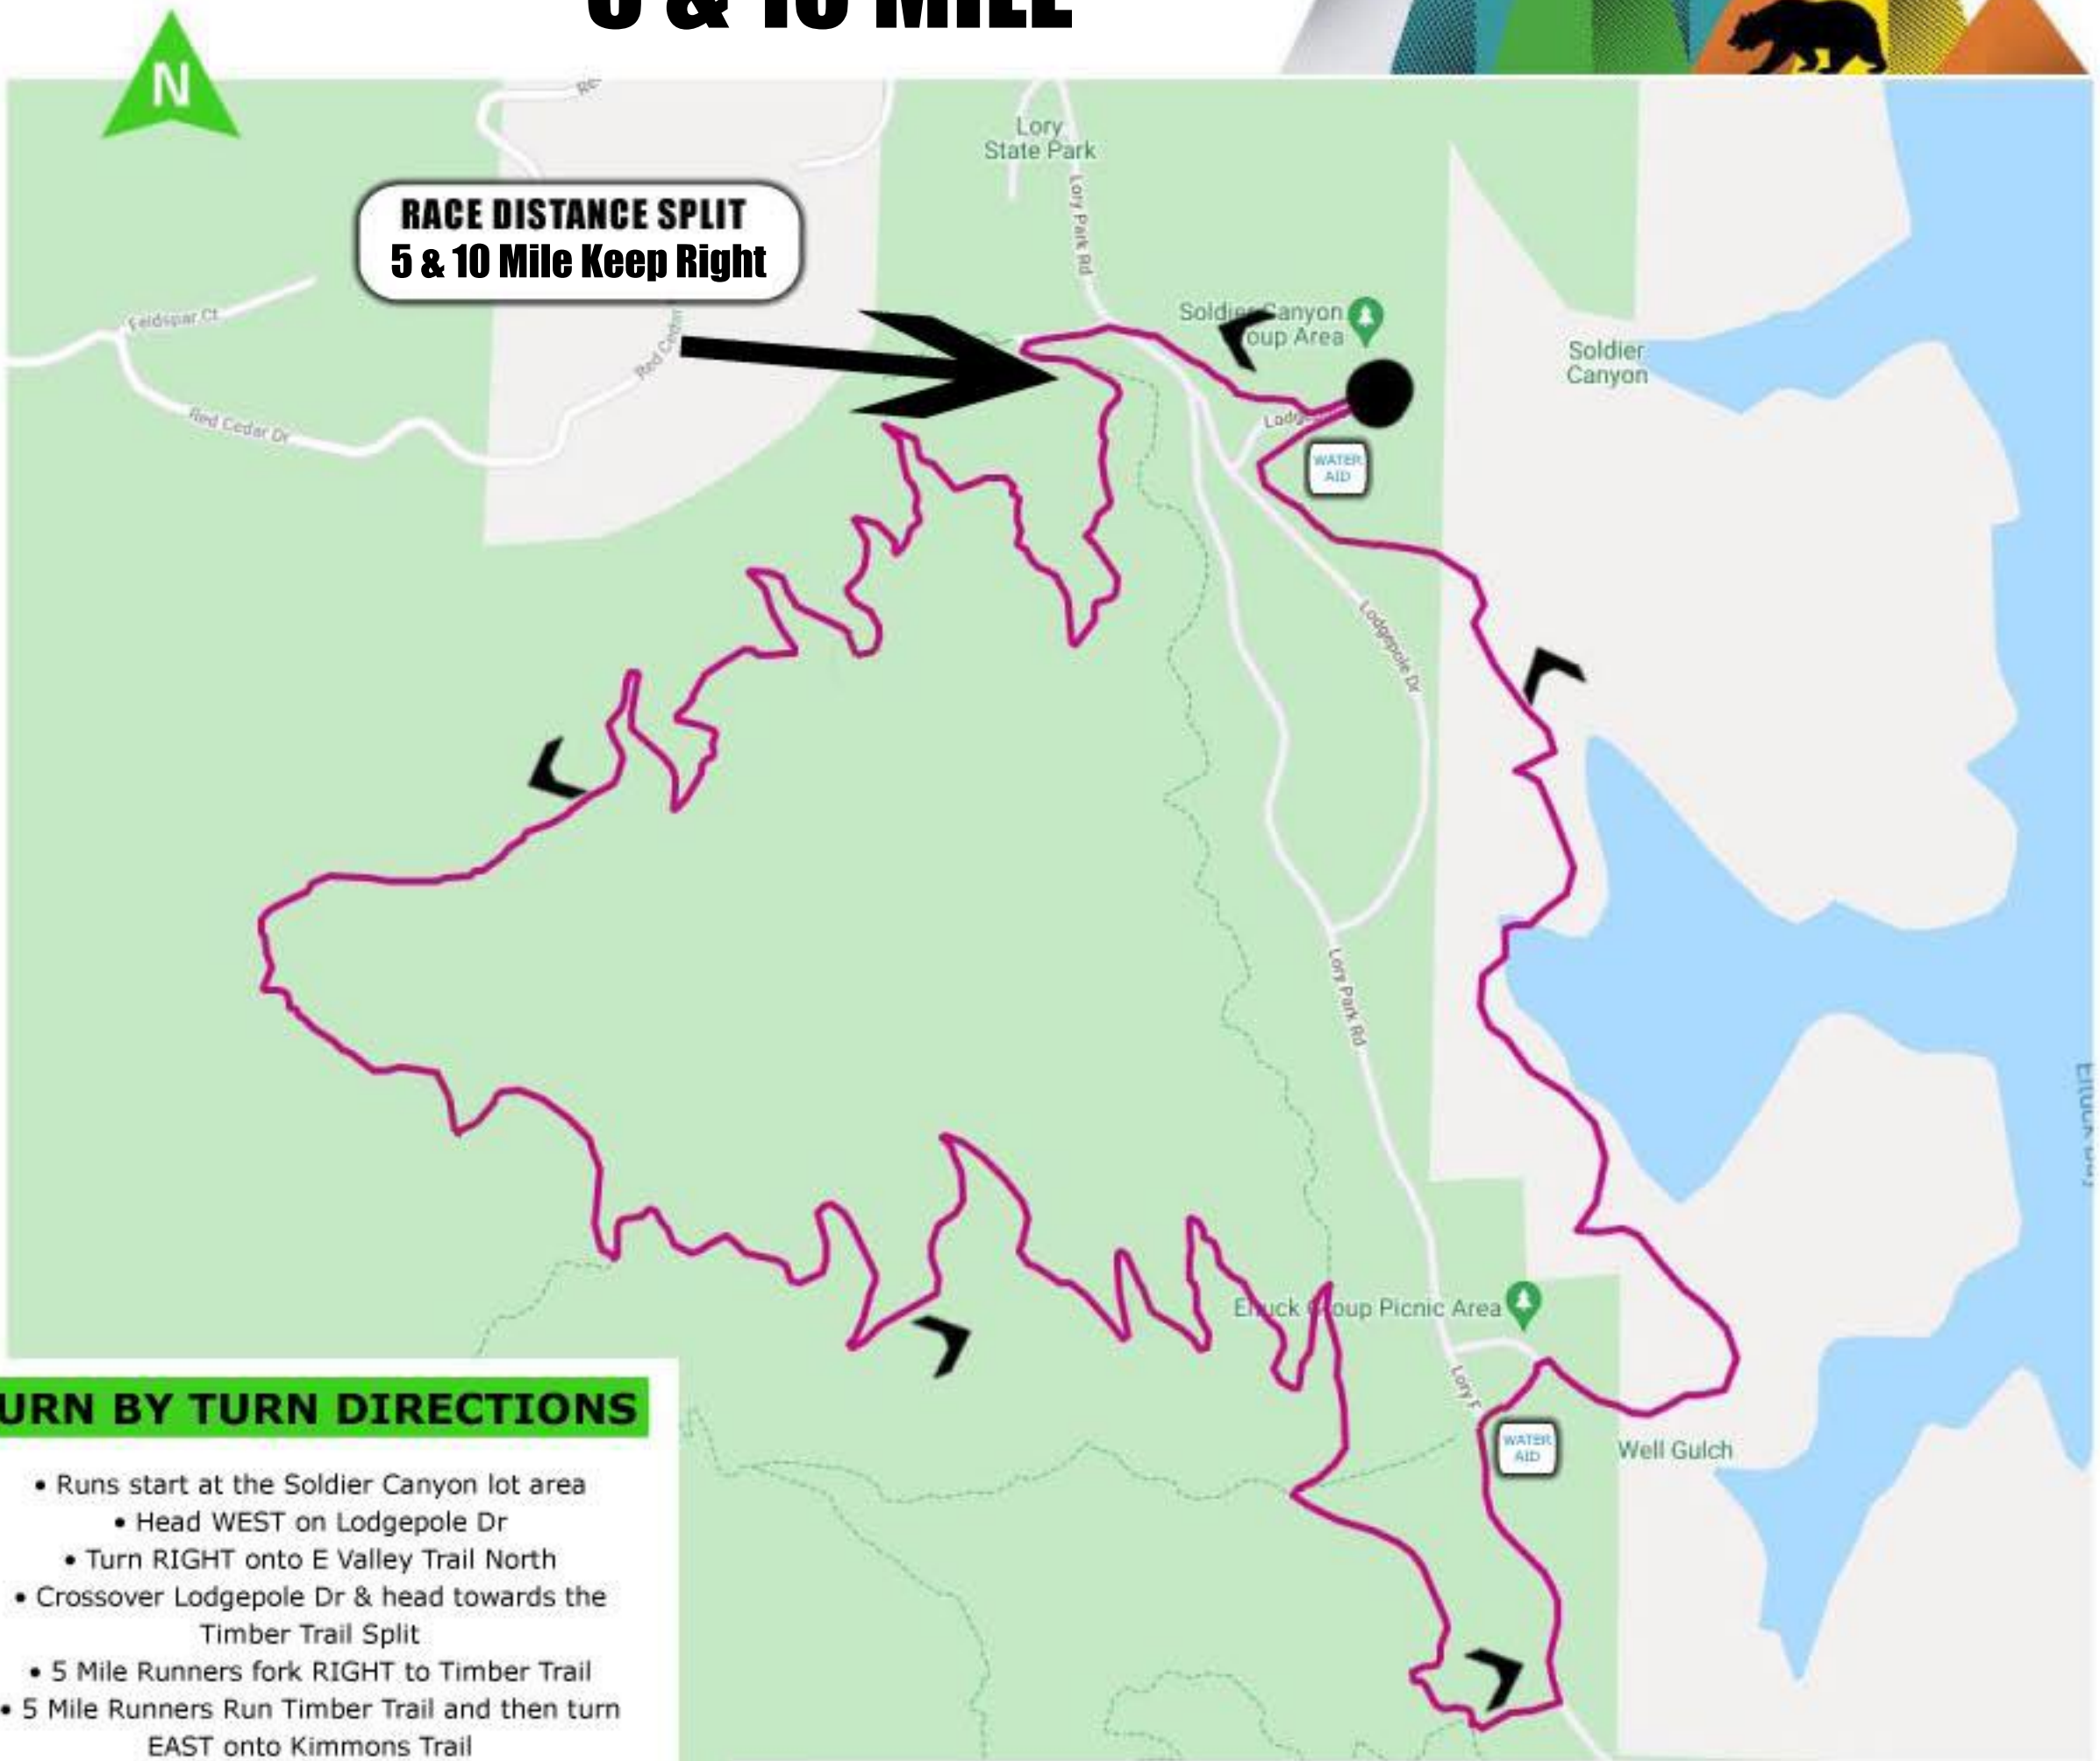 5 & 10 MILE
N
Lory
State Park
RACE DISTANCE SPLIT
5 & 10 Mile Keep Right
Lory Park Rd
Feldspar Ct
Red Cedar Dr
Soldier Canyon
oup Area
Soldier
Canyon
WATER
AID
Lodgepole Dr
Lory Park Rd
Group Picnic Area
WATER
AID
Well Gulch
URN BY TURN DIRECTIONS
• Runs start at the Soldier Canyon lot area
• Head WEST on Lodgepole Dr
• Turn RIGHT onto E Valley Trail North
• Crossover Lodgepole Dr & head towards the
Timber Trail Split
• 5 Mile Runners fork RIGHT to Timber Trail
• 5 Mile Runners Run Timber Trail and then turn
EAST onto Kimmons Trail